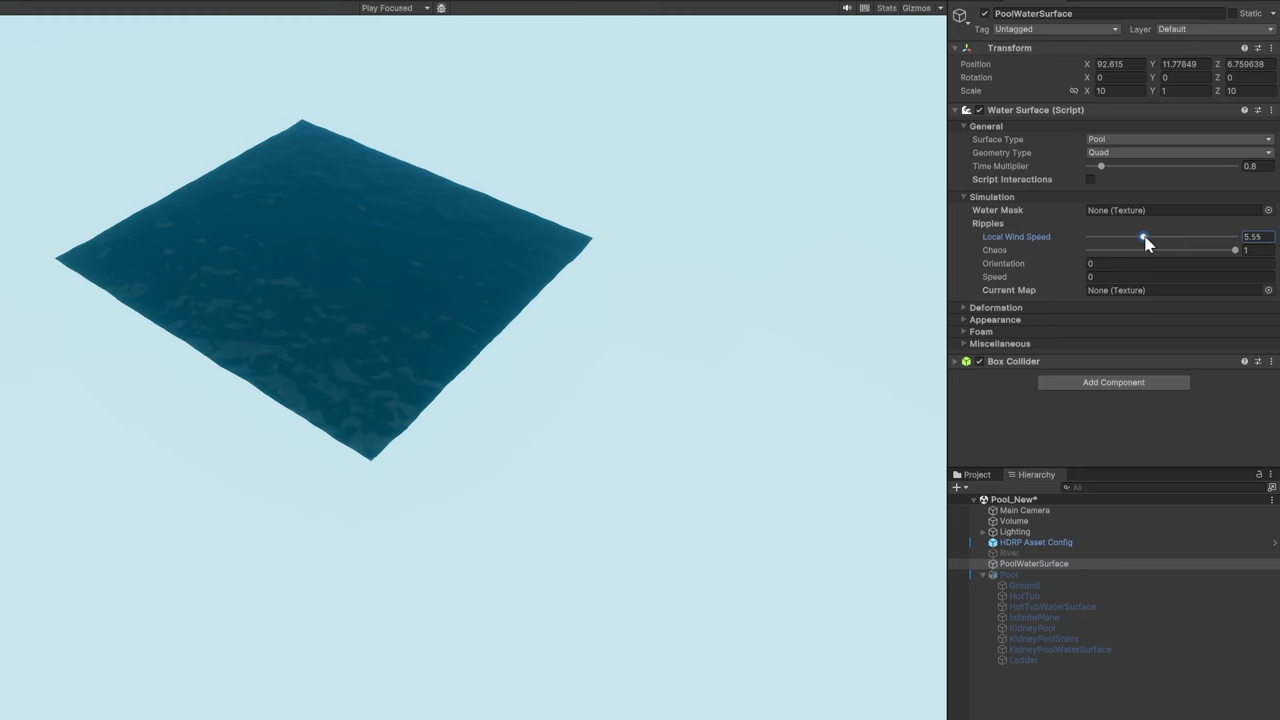 Play Focused Stats Gizmos
PoolWaterSurface Static
Tag Untagged Layer Default
Transform
Position X 92.615 Y 11.77849 Z 6.759638
Rotation X 0 Y 0 Z 0
Scale X 10 Y 1 Z 10
Water Surface (Script)
General
Surface Type Pool
Geometry Type Quad
Time Multiplier 0.8
Script Interactions
Simulation
Water Mask None (Texture)
Ripples
Local Wind Speed 5.55
Chaos 1
Orientation 0
Speed 0
Current Map None (Texture)
Deformation
Appearance
Foam
Miscellaneous
Box Collider
Add Component
Project Hierarchy
All
Pool_New*
Main Camera
Volume
Lighting
HDRP Asset Config
River
PoolWaterSurface
Pool
Ground
HotTub
HotTubWaterSurface
InfinitePlane
KidneyPool
KidneyPoolStairs
KidneyPoolWaterSurface
Ladder